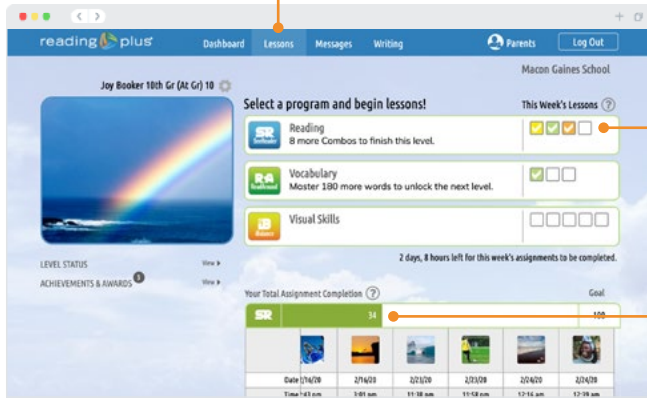 reading plus
Dashboard Lessons Messages Writing Parents Log Out
Macon Gaines School
Joy Booker 10th Gr (At Gr) 10
Select a program and begin lessons! This Week's Lessons ?
SR
Reading
8 more Combos to finish this level.
RA
Vocabulary
Master 180 more words to unlock the next level.
iB
Visual Skills
2 days, 8 hours left for this week's assignments to be completed.
LEVEL STATUS View
ACHIEVEMENTS & AWARDS View
Your Total Assignment Completion ? Goal
SR 34 100
Date 2/16/20 2/23/20 2/23/20 2/24/20 2/24/20
Time 3:01 pm 11:38 am 11:58 am 12:16 am 12:39 am